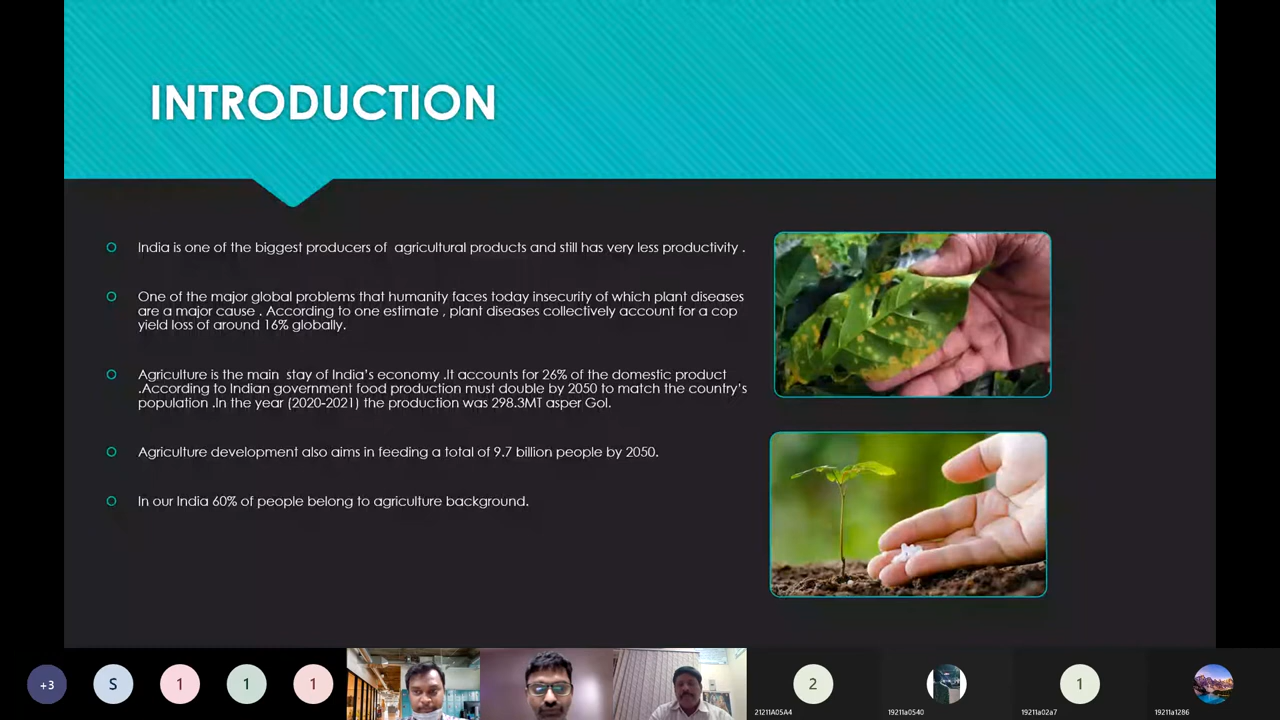 INTRODUCTION
India is one of the biggest producers of agricultural products and still has very less productivity .
One of the major global problems that humanity faces today insecurity of which plant diseases
are a major cause . According to one estimate , plant diseases collectively account for a cop
yield loss of around 16% globally.
Agriculture is the main stay of India's economy .It accounts for 26% of the domestic product
.According to Indian government food production must double by 2050 to match the country's
population .In the year (2020-2021) the production was 298.3MT asper GoI.
Agriculture development also aims in feeding a total of 9.7 billion people by 2050.
In our India 60% of people belong to agriculture background.
+3
S
1
1
1
2
1
21211A05A4
19211a0540
19211a02a7
19211a1286